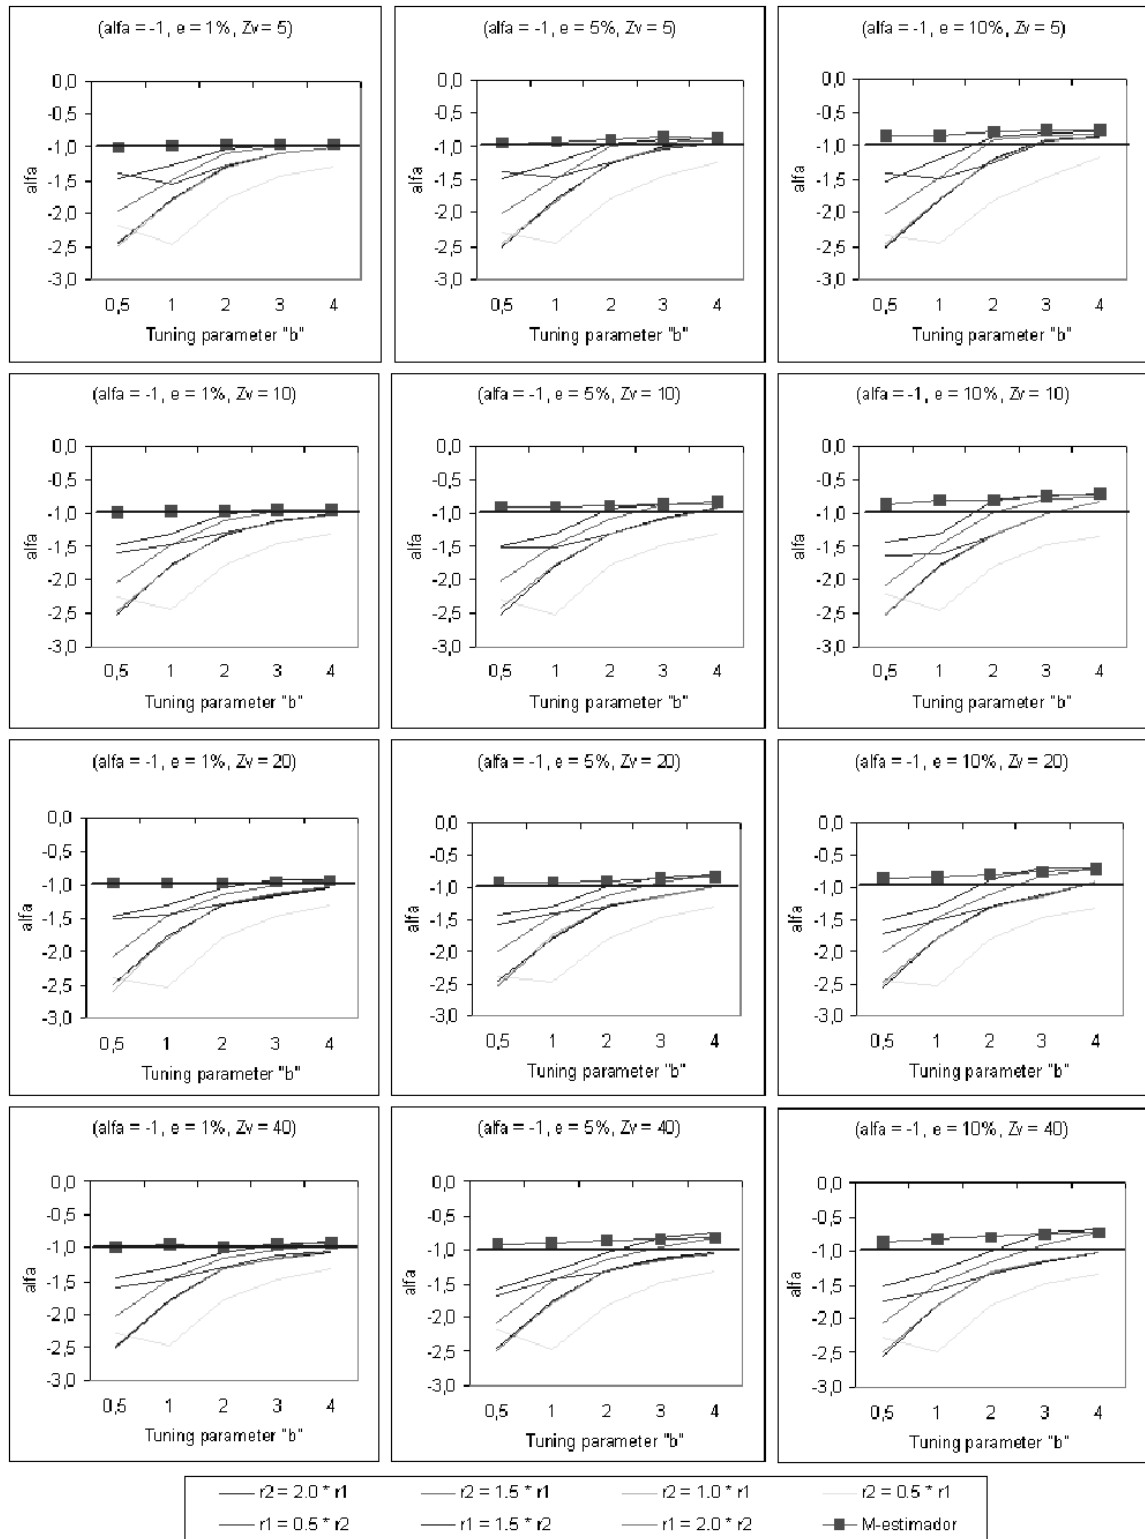 (alfa = -1, e = 1%, Zv = 5)
0,0
-0,5
-1,0
-1,5
-2,0
-2,5
-3,0
alfa
0,5 1 2 3 4
Tuning parameter "b"
(alfa = -1, e = 5%, Zv = 5)
0,0
-0,5
-1,0
-1,5
-2,0
-2,5
-3,0
alfa
0,5 1 2 3 4
Tuning parameter "b"
(alfa = -1, e = 10%, Zv = 5)
0,0
-0,5
-1,0
-1,5
-2,0
-2,5
-3,0
alfa
0,5 1 2 3 4
Tuning parameter "b"
(alfa = -1, e = 1%, Zv = 10)
0,0
-0,5
-1,0
-1,5
-2,0
-2,5
-3,0
alfa
0,5 1 2 3 4
Tuning parameter "b"
(alfa = -1, e = 5%, Zv = 10)
0,0
-0,5
-1,0
-1,5
-2,0
-2,5
-3,0
alfa
0,5 1 2 3 4
Tuning parameter "b"
(alfa = -1, e = 10%, Zv = 10)
0,0
-0,5
-1,0
-1,5
-2,0
-2,5
-3,0
alfa
0,5 1 2 3 4
Tuning parameter "b"
(alfa = -1, e = 1%, Zv = 20)
0,0
-0,5
-1,0
-1,5
-2,0
-2,5
-3,0
alfa
0,5 1 2 3 4
Tuning parameter "b"
(alfa = -1, e = 5%, Zv = 20)
0,0
-0,5
-1,0
-1,5
-2,0
-2,5
-3,0
alfa
0,5 1 2 3 4
Tuning parameter "b"
(alfa = -1, e = 10%, Zv = 20)
0,0
-0,5
-1,0
-1,5
-2,0
-2,5
-3,0
alfa
0,5 1 2 3 4
Tuning parameter "b"
(alfa = -1, e = 1%, Zv = 40)
0,0
-0,5
-1,0
-1,5
-2,0
-2,5
-3,0
alfa
0,5 1 2 3 4
Tuning parameter "b"
(alfa = -1, e = 5%, Zv = 40)
0,0
-0,5
-1,0
-1,5
-2,0
-2,5
-3,0
alfa
0,5 1 2 3 4
Tuning parameter "b"
(alfa = -1, e = 10%, Zv = 40)
0,0
-0,5
-1,0
-1,5
-2,0
-2,5
-3,0
alfa
0,5 1 2 3 4
Tuning parameter "b"
r2 = 2.0 * r1 r2 = 1.5 * r1 r2 = 1.0 * r1 r2 = 0.5 * r1
r1 = 0.5 * r2 r1 = 1.5 * r2 r1 = 2.0 * r2 M-estimador